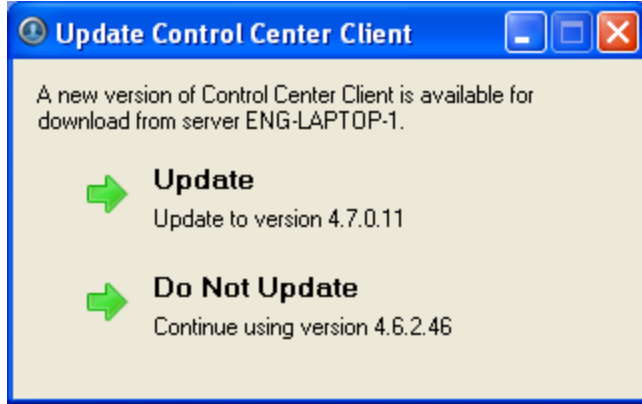 Update Control Center Client
A new version of Control Center Client is available for
download from server ENG-LAPTOP-1.
Update
Update to version 4.7.0.11
Do Not Update
Continue using version 4.6.2.46